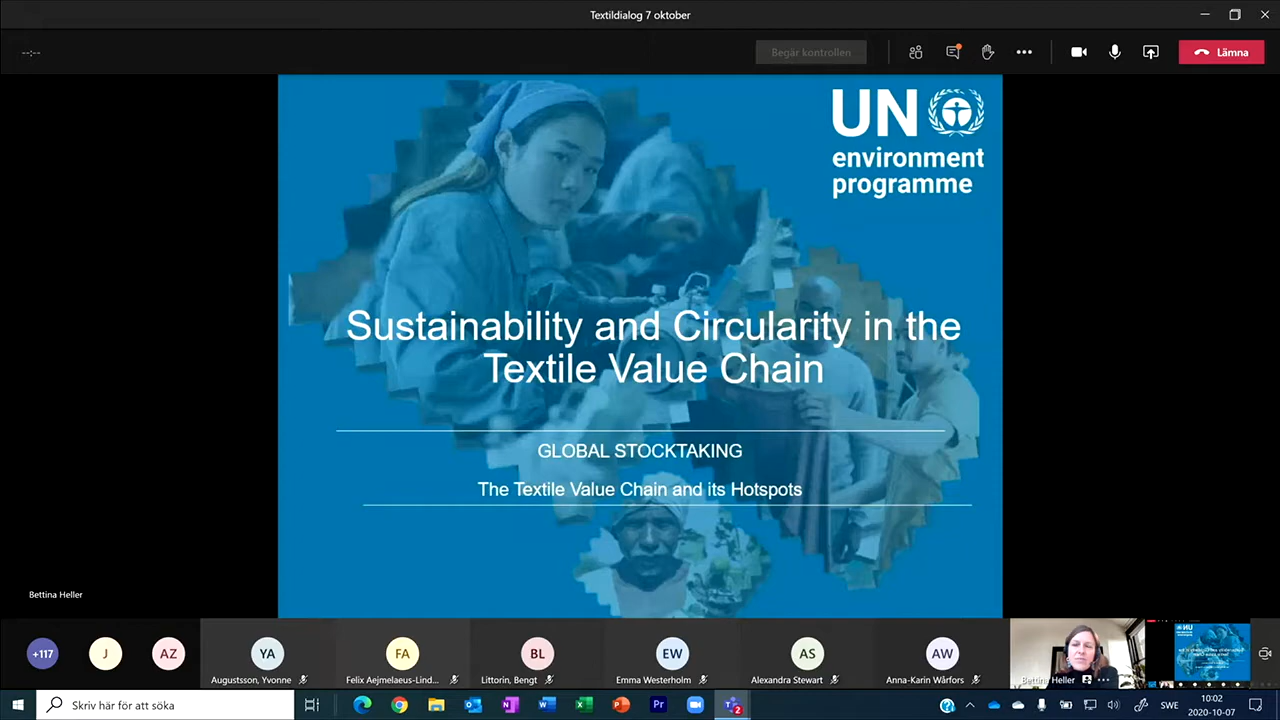 Textildialog 7 oktober
--:--
Begär kontrollen
Lämna
UN
environment
programme
Sustainability and Circularity in the
Textile Value Chain
GLOBAL STOCKTAKING
The Textile Value Chain and its Hotspots
Bettina Heller
+117
J
AZ
YA
Augustsson, Yvonne
FA
Felix Aejmelaeus-Lind...
BL
Littorin, Bengt
EW
Emma Westerholm
AS
Alexandra Stewart
AW
Anna-Karin Wårfors
Bettina Heller
Skriv här för att söka
Pr
2
SWE
10:02
2020-10-07